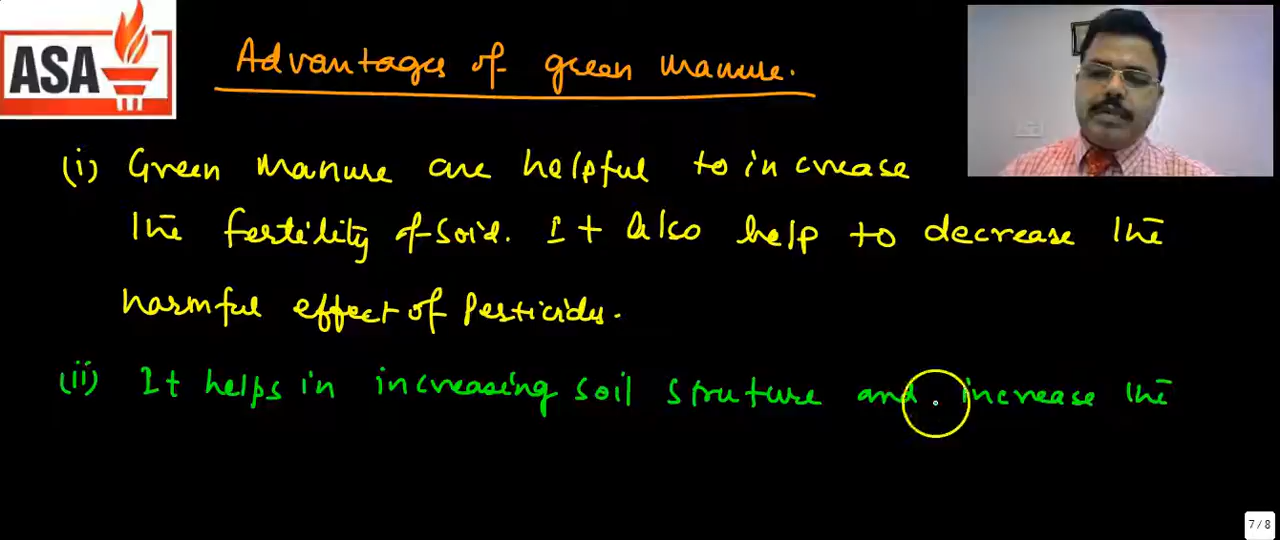 ASA
Advantages of green manure.
(i) Green manure are helpful to increase
the fertility of soil. It also help to decrease the
harmful effect of Pesticides.
(ii) It helps in increasing soil struture and increase the
7/8